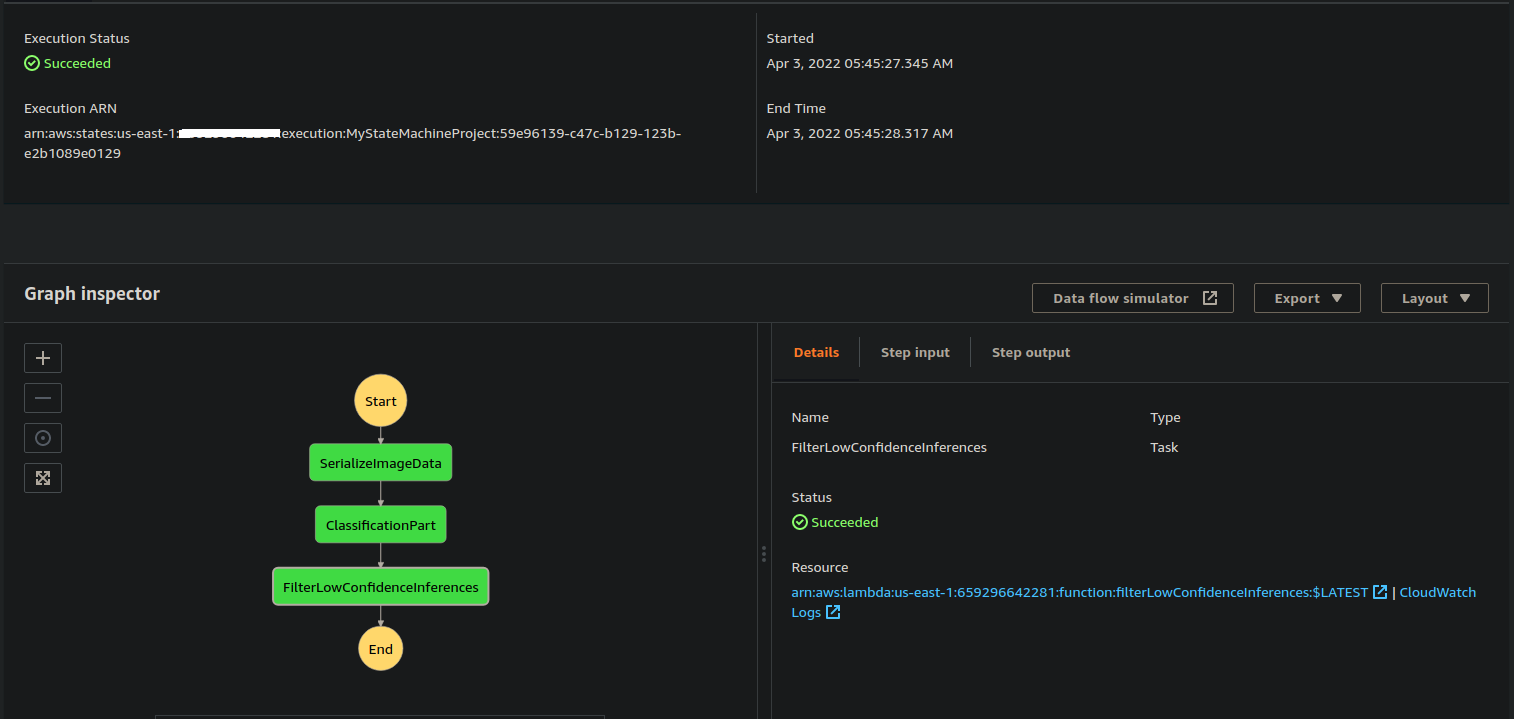 Execution Status
Succeeded
Execution ARN
arn:aws:states:us-east-1: execution:MyStateMachineProject:59e96139-c47c-b129-123b-
e2b1089e0129
Started
Apr 3, 2022 05:45:27.345 AM
End Time
Apr 3, 2022 05:45:28.317 AM
Graph inspector
Data flow simulator
Export
Layout
Start
SerializeImageData
ClassificationPart
FilterLowConfidenceInferences
End
Details
Step input
Step output
Name
FilterLowConfidenceInferences
Type
Task
Status
Succeeded
Resource
arn:aws:lambda:us-east-1:659296642281:function:filterLowConfidenceInferences:$LATEST | CloudWatch
Logs